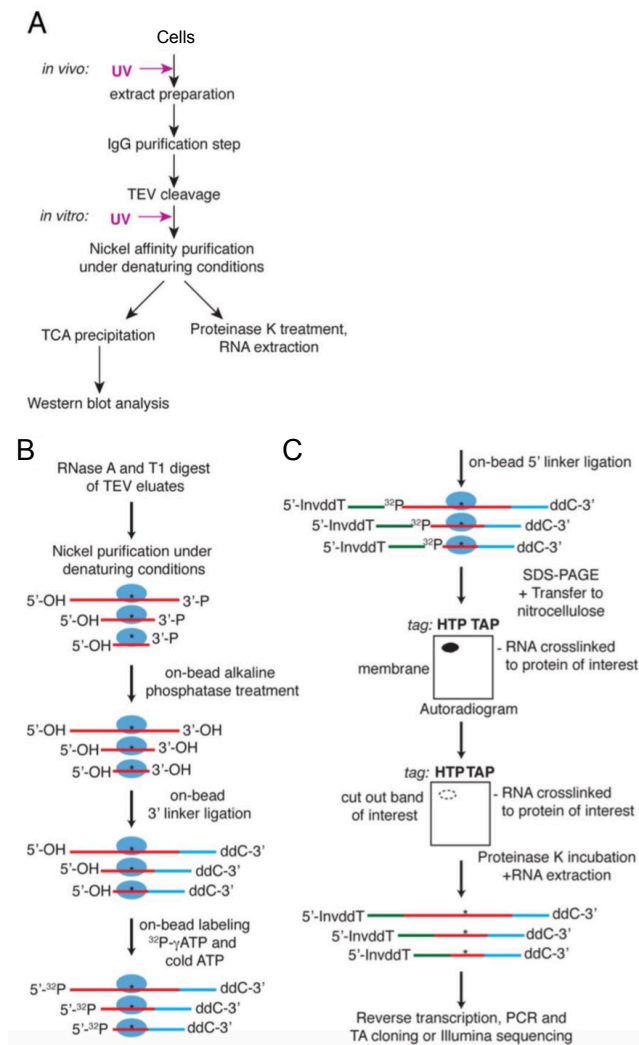 A
Cells
in vivo: UV
extract preparation
IgG purification step
TEV cleavage
in vitro: UV
Nickel affinity purification
under denaturing conditions
TCA precipitation
Proteinase K treatment,
RNA extraction
Western blot analysis
B
RNase A and T1 digest
of TEV eluates
Nickel purification under
denaturing conditions
5'-OH * 3'-P
5'-OH * 3'-P
5'-OH * 3'-P
on-bead alkaline
phosphatase treatment
5'-OH * 3'-OH
5'-OH * 3'-OH
5'-OH * 3'-OH
on-bead
3' linker ligation
5'-OH * ddC-3'
5'-OH * ddC-3'
5'-OH * ddC-3'
on-bead labeling
³²P-γATP and
cold ATP
5'-³²P * ddC-3'
5'-³²P * ddC-3'
5'-³²P * ddC-3'
C
on-bead 5' linker ligation
5'-InvddT ³²P * ddC-3'
5'-InvddT ³²P * ddC-3'
5'-InvddT ³²P * ddC-3'
SDS-PAGE
+ Transfer to
nitrocellulose
tag: HTP TAP
membrane
- RNA crosslinked
to protein of interest
Autoradiogram
tag: HTP TAP
cut out band
of interest
- RNA crosslinked
to protein of interest
Proteinase K incubation
+RNA extraction
5'-InvddT * ddC-3'
5'-InvddT * ddC-3'
5'-InvddT * ddC-3'
Reverse transcription, PCR and
TA cloning or Illumina sequencing